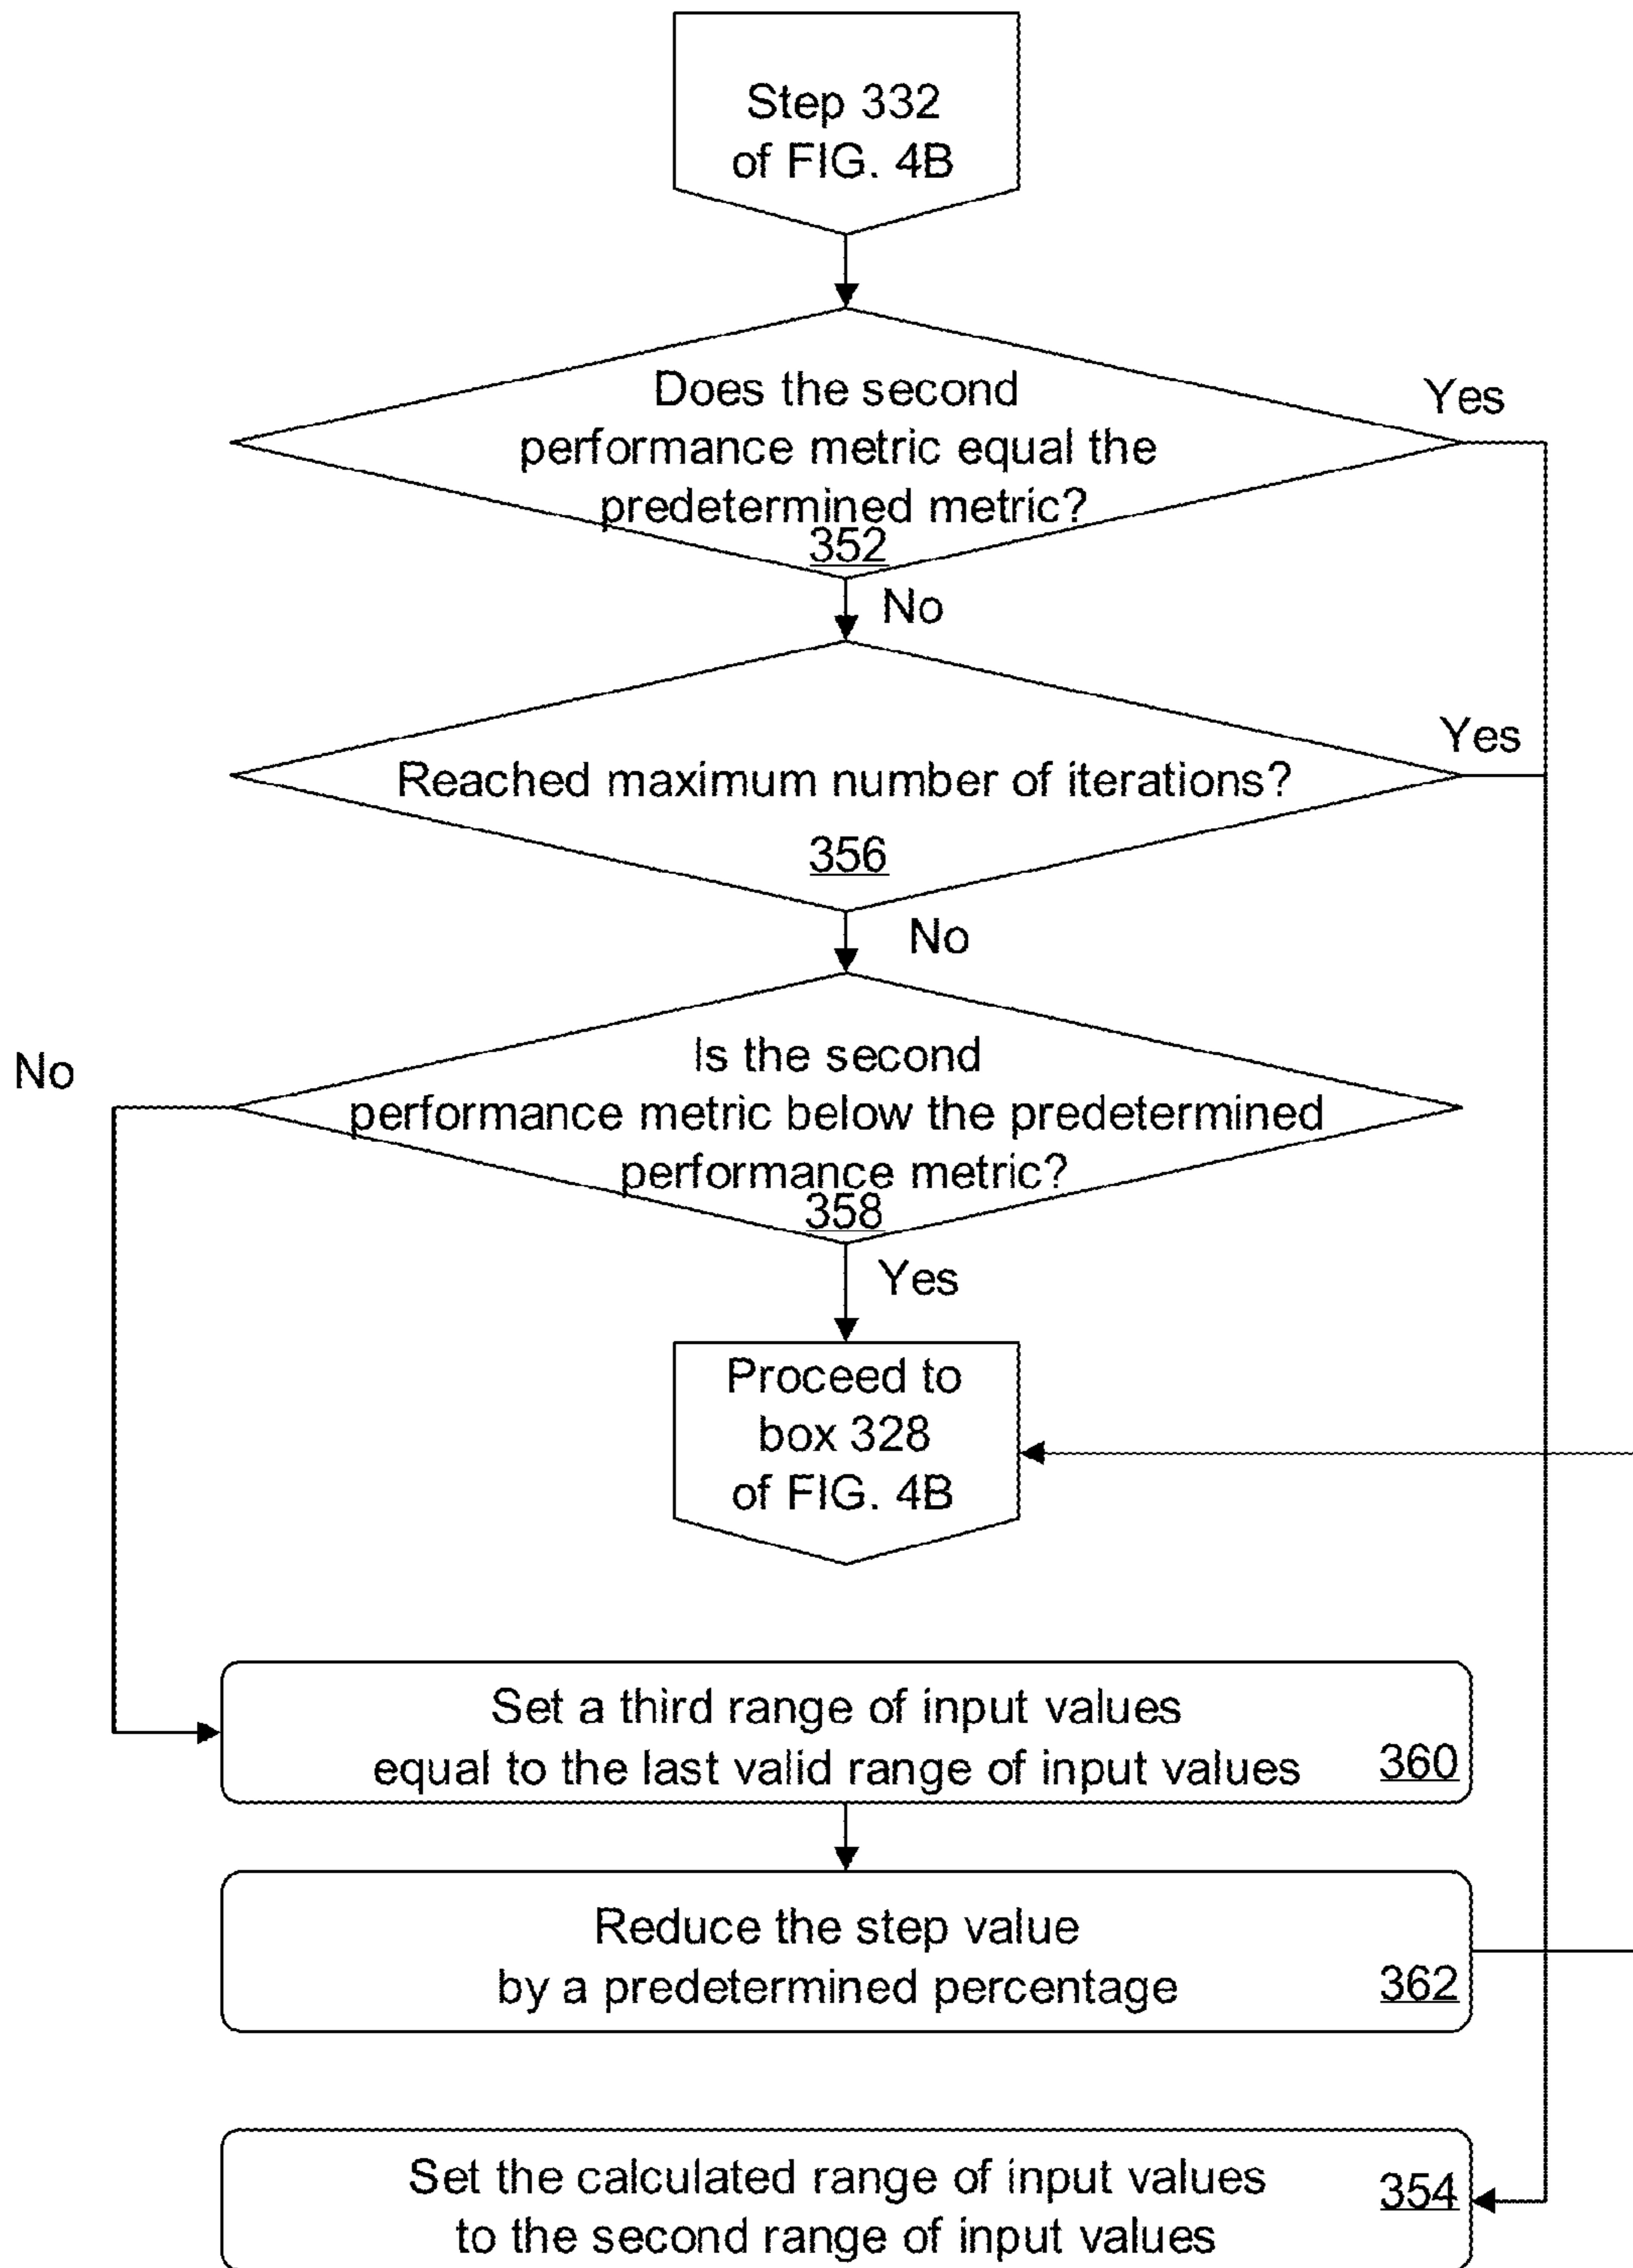 Step 332
of FIG. 4B
Does the second
performance metric equal the
predetermined metric?
352
Yes
No
Reached maximum number of iterations?
356
Yes
No
Is the second
performance metric below the predetermined
performance metric?
358
No
Yes
Proceed to
box 328
of FIG. 4B
Set a third range of input values
equal to the last valid range of input values
360
Reduce the step value
by a predetermined percentage
362
Set the calculated range of input values
to the second range of input values
354